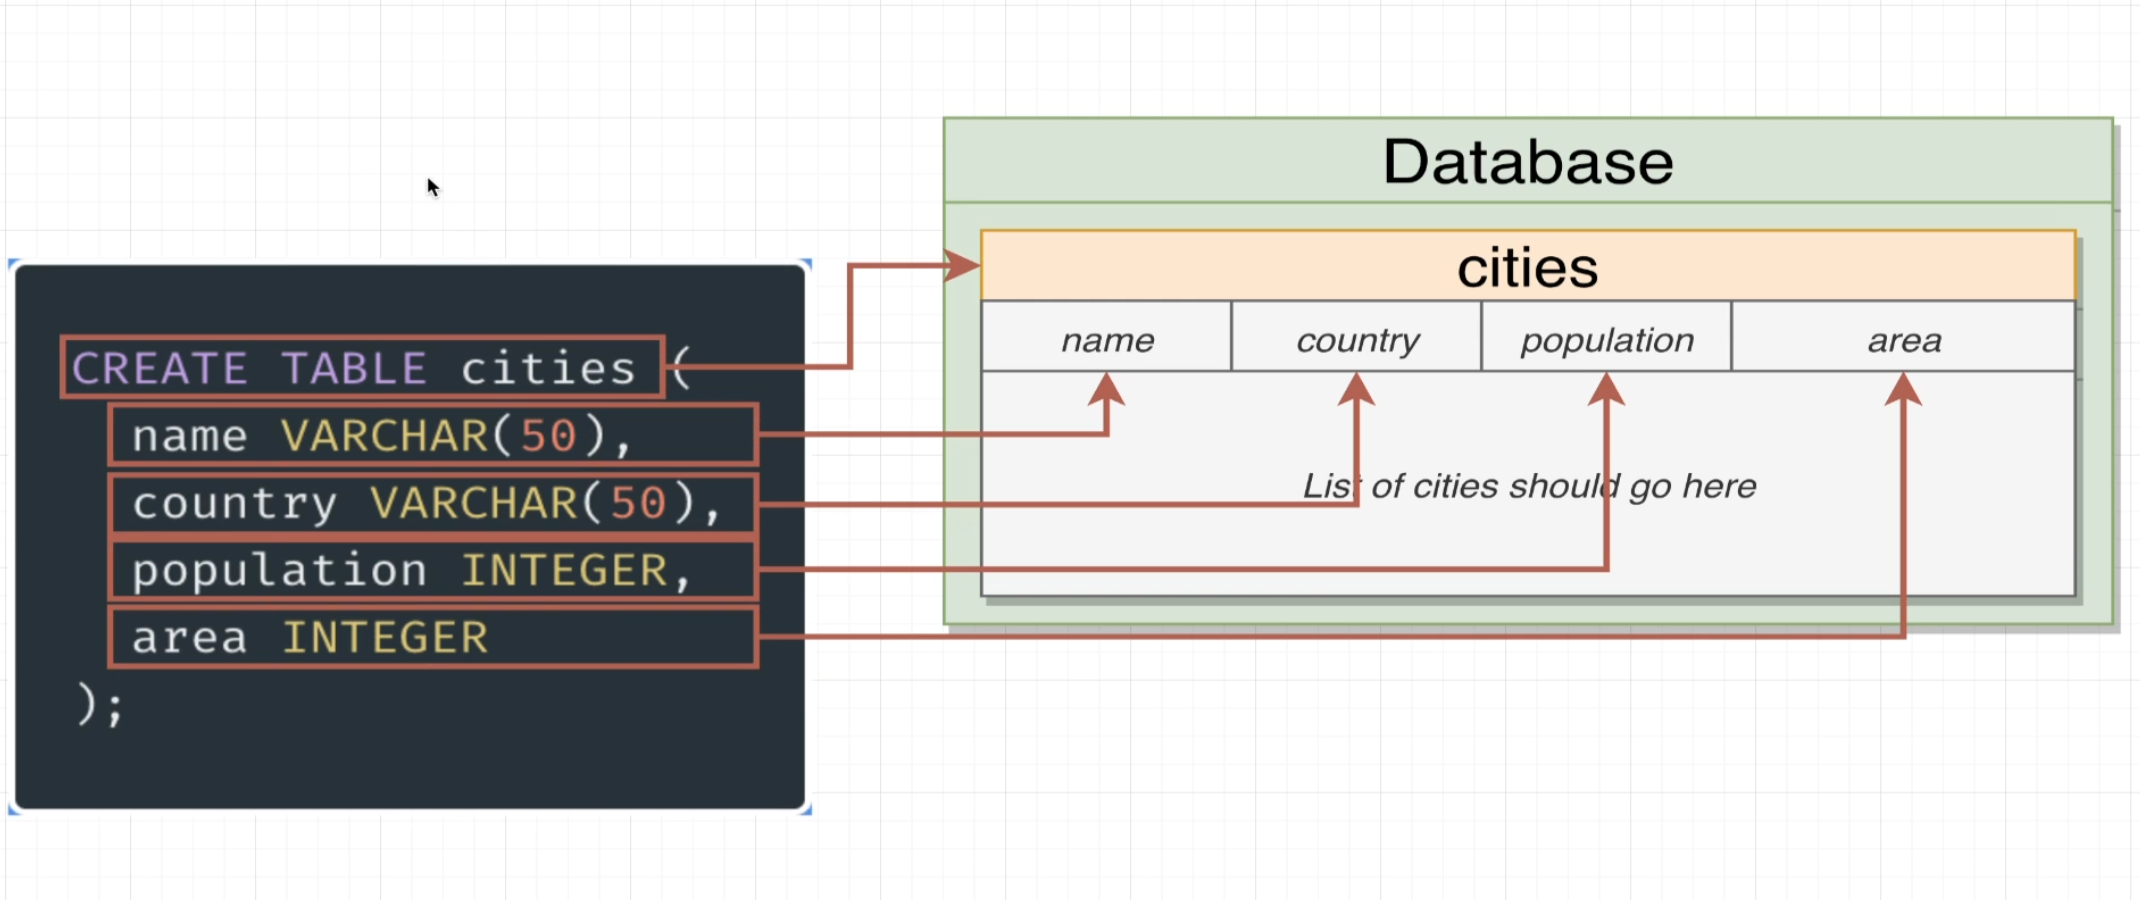 CREATE TABLE cities (
name VARCHAR(50),
country VARCHAR(50),
population INTEGER,
area INTEGER
);
Database
cities
name country population area
List of cities should go here